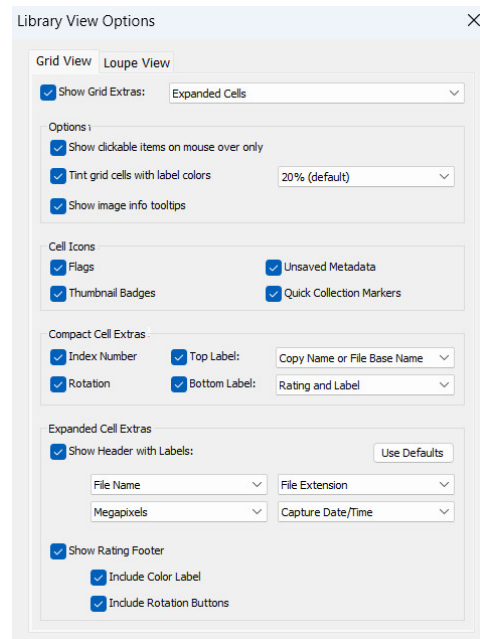 Library View Options
Grid View Loupe View
Show Grid Extras: Expanded Cells
Options
Show clickable items on mouse over only
Tint grid cells with label colors 20% (default)
Show image info tooltips
Cell Icons
Flags Unsaved Metadata
Thumbnail Badges Quick Collection Markers
Compact Cell Extras
Index Number Top Label: Copy Name or File Base Name
Rotation Bottom Label: Rating and Label
Expanded Cell Extras
Show Header with Labels: Use Defaults
File Name File Extension
Megapixels Capture Date/Time
Show Rating Footer
Include Color Label
Include Rotation Buttons